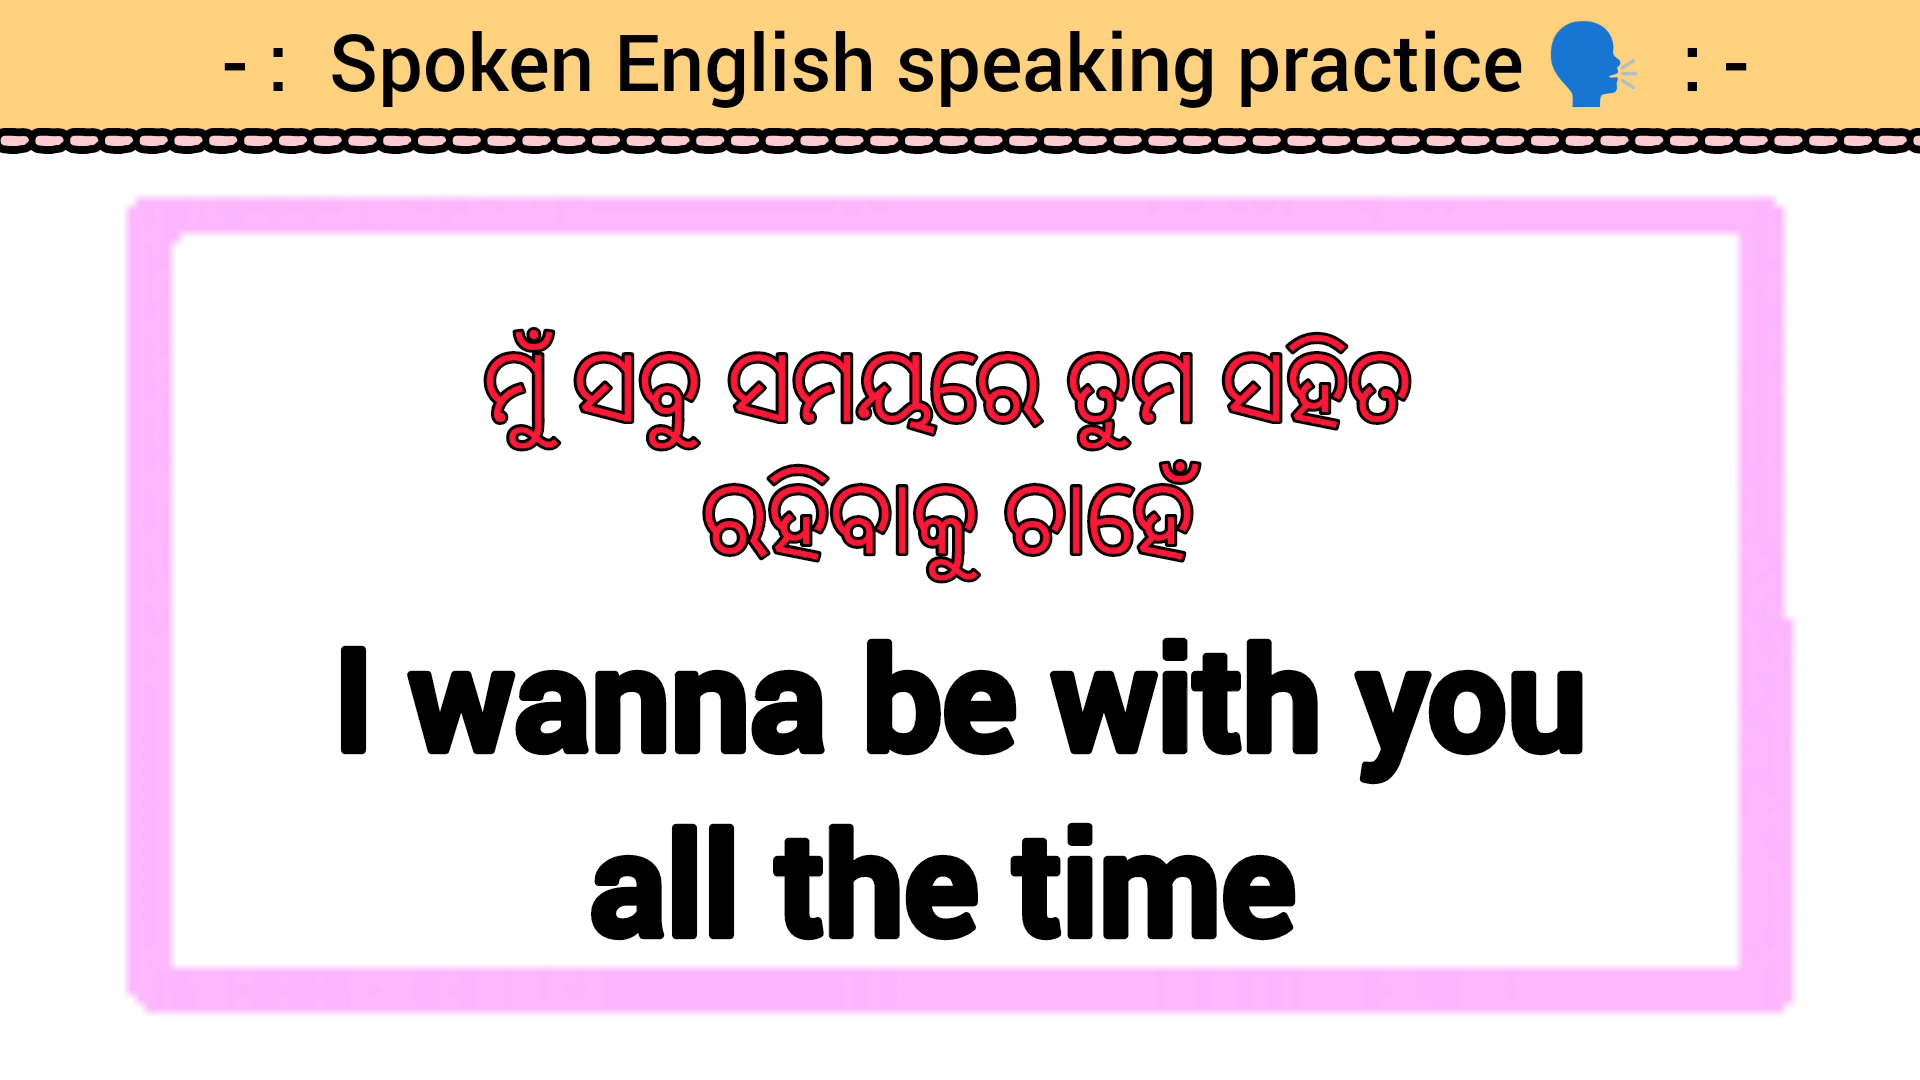 - : Spoken English speaking practice 🗣 : -
ମୁଁ ସବୁ ସମୟରେ ତୁମ ସହିତ
ରହିବାକୁ ଚାହେଁ
I wanna be with you
all the time